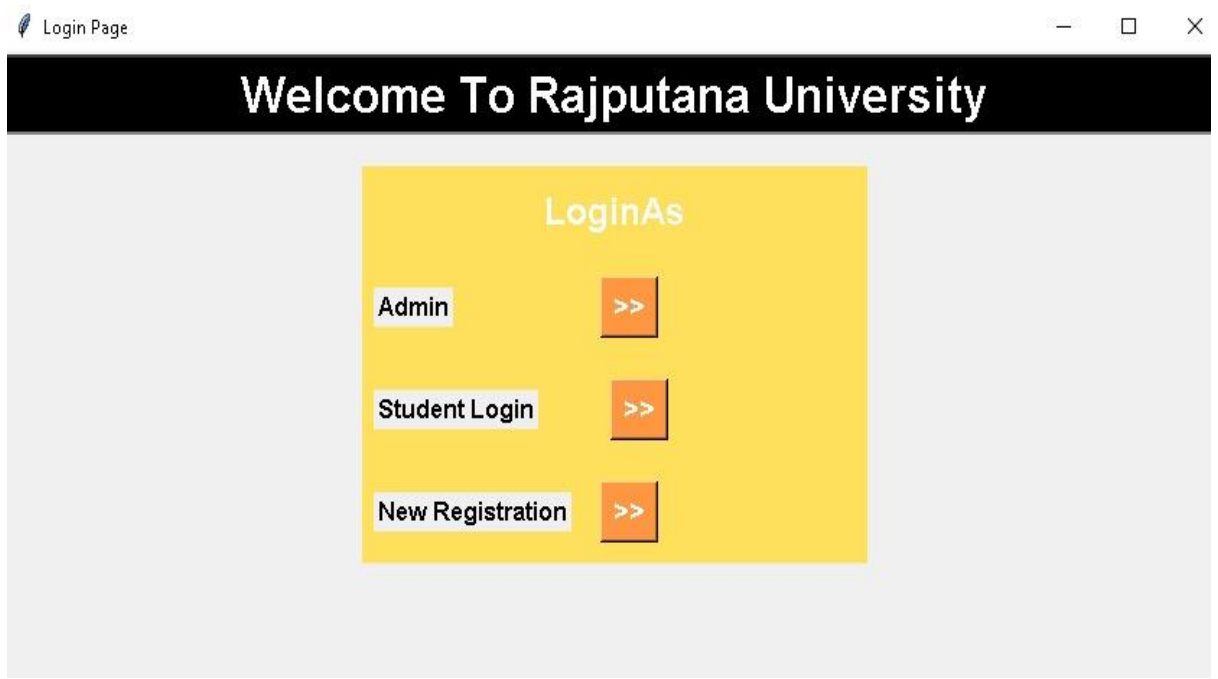 Login Page
Welcome To Rajputana University
LoginAs
Admin >>
Student Login >>
New Registration >>